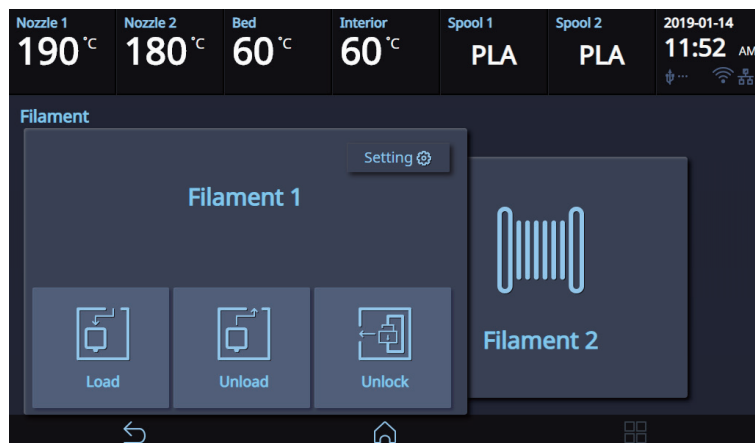 Nozzle 1 Nozzle 2 Bed Interior Spool 1 Spool 2 2019-01-14
190 °C 180 °C 60 °C 60 °C PLA PLA 11:52 AM
Filament
Setting
Filament 1
Filament 2
Load Unload Unlock